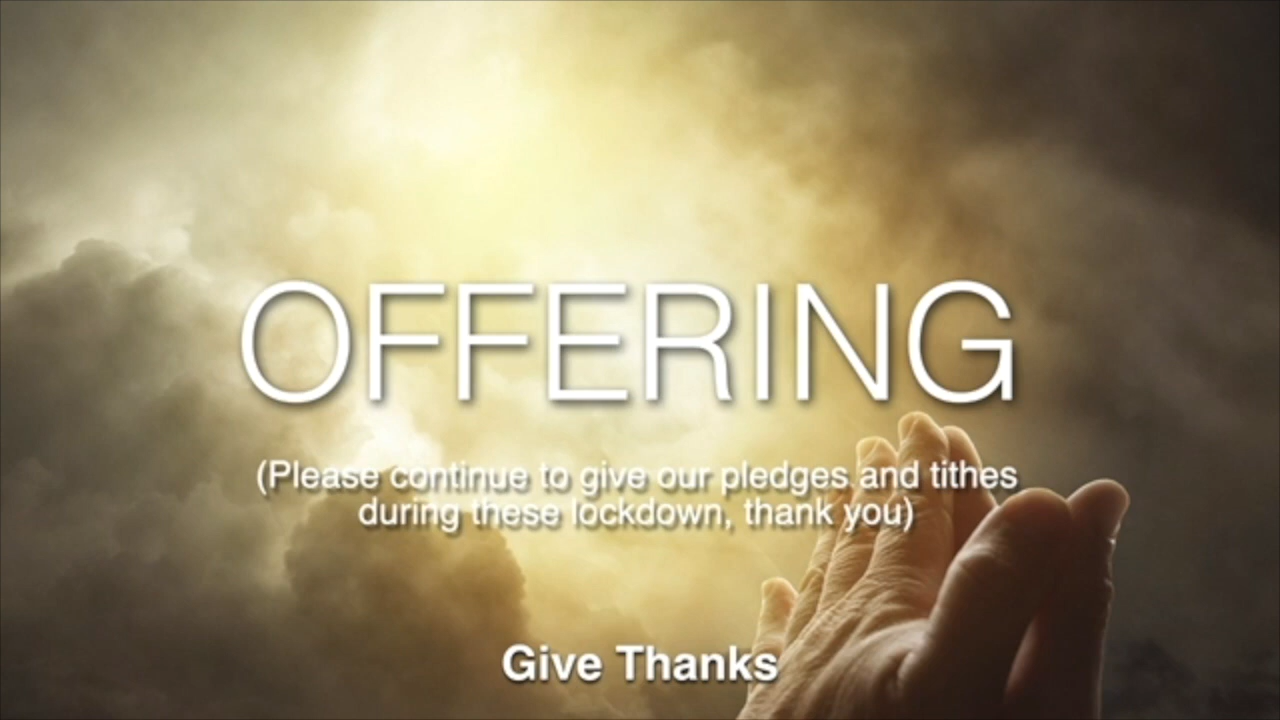 OFFERING
(Please continue to give our pledges and tithes
during these lockdown, thank you)
Give Thanks